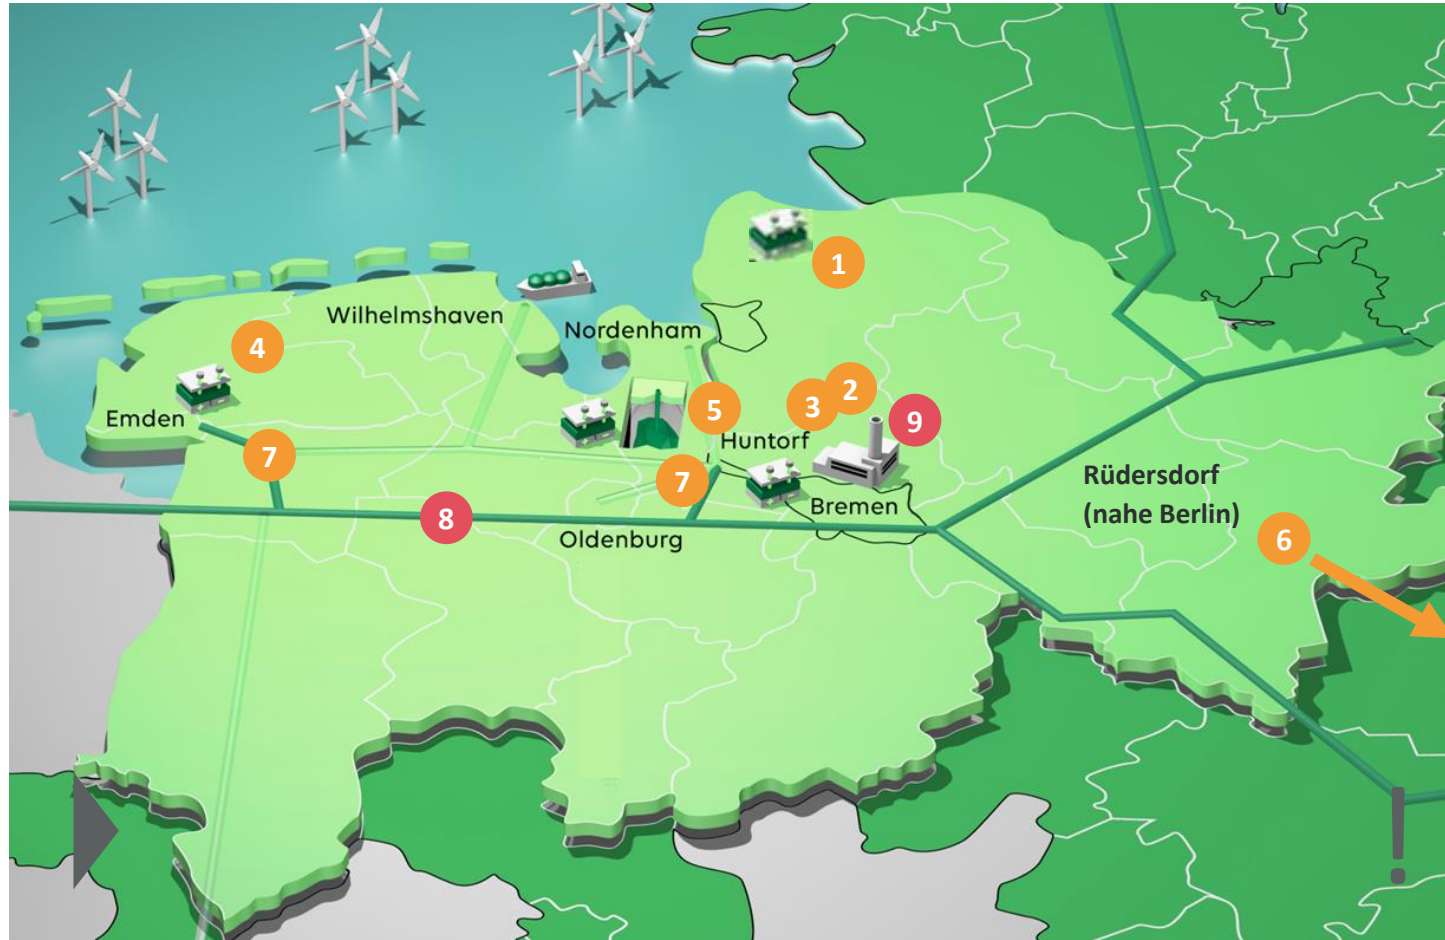 1
Wilhelmshaven
Nordenham
4
2
3
5
9
Emden
Huntorf
7
7
Rüdersdorf
(nahe Berlin)
Bremen
8
Oldenburg
6
!